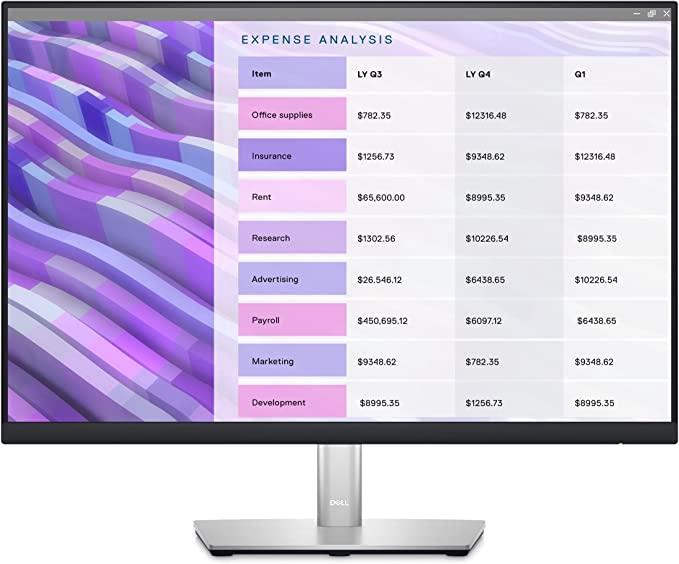 EXPENSE ANALYSIS
Item LY Q3 LY Q4 Q1
Office supplies $782.35 $12316.48 $782.35
Insurance $1256.73 $9348.62 $12316.48
Rent $65,600.00 $8995.35 $9348.62
Research $1302.56 $10226.54 $8995.35
Advertising $26.546.12 $6438.65 $10226.54
Payroll $450,695.12 $6097.12 $6438.65
Marketing $9348.62 $782.35 $9348.62
Development $8995.35 $1256.73 $8995.35
DELL